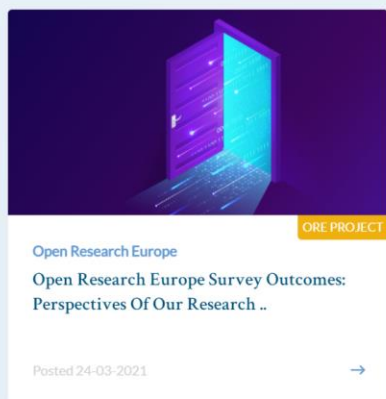 ORE PROJECT
Open Research Europe
Open Research Europe Survey Outcomes:
Perspectives Of Our Research ..
Posted 24-03-2021